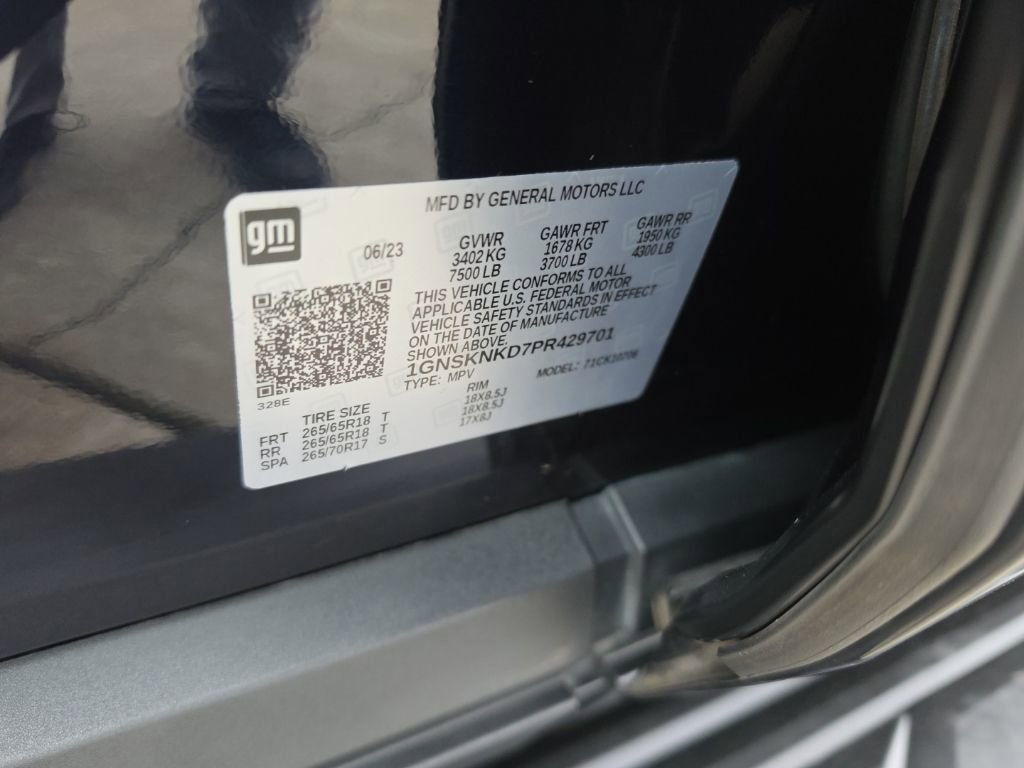 MFD BY GENERAL MOTORS LLC
gm
06/23
GVWR GAWR FRT GAWR RR
3402 KG 1678 KG 1950 KG
7500 LB 3700 LB 4300 LB
THIS VEHICLE CONFORMS TO ALL
APPLICABLE U.S. FEDERAL MOTOR
VEHICLE SAFETY STANDARDS IN EFFECT
ON THE DATE OF MANUFACTURE
SHOWN ABOVE.
1GNSKNKD7PR429701
TYPE: MPV MODEL: 71CK10706
328E
TIRE SIZE RIM
FRT 265/65R18 T 18X8.5J
RR 265/65R18 T 18X8.5J
SPA 265/70R17 S 17X8J